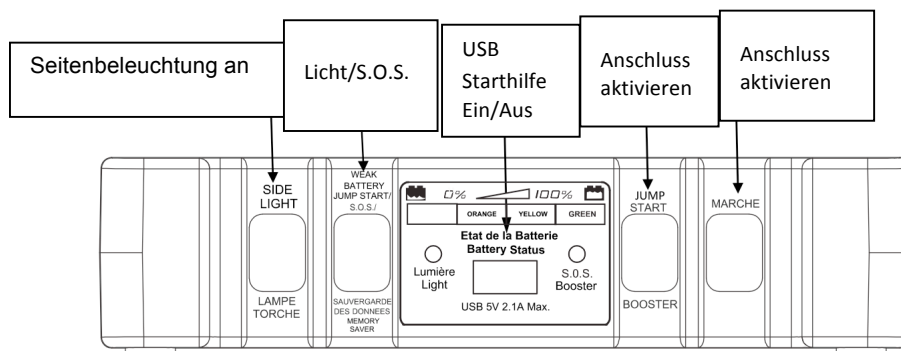 Seitenbeleuchtung an
Licht/S.O.S.
USB
Starthilfe
Ein/Aus
Anschluss
aktivieren
Anschluss
aktivieren
SIDE
LIGHT
LAMPE
TORCHE
WEAK
BATTERY
JUMP START/
S.O.S./
SAUVERGARDE
DES DONNEES
MEMORY
SAVER
0% 100%
ORANGE YELLOW GREEN
Etat de la Batterie
Battery Status
Lumière
Light
S.0.S.
Booster
USB 5V 2.1A Max.
JUMP
START
BOOSTER
MARCHE